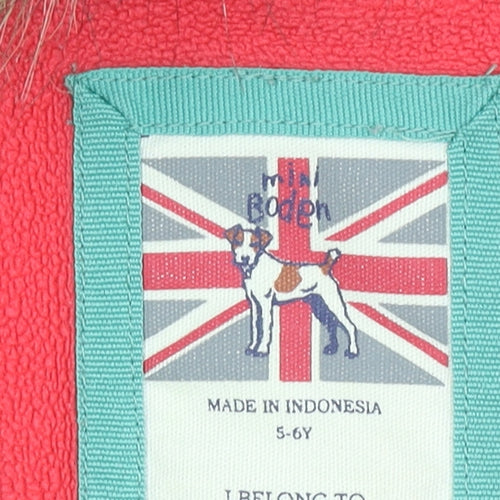 mini
Boden
MADE IN INDONESIA
5-6Y
I BELONG TO